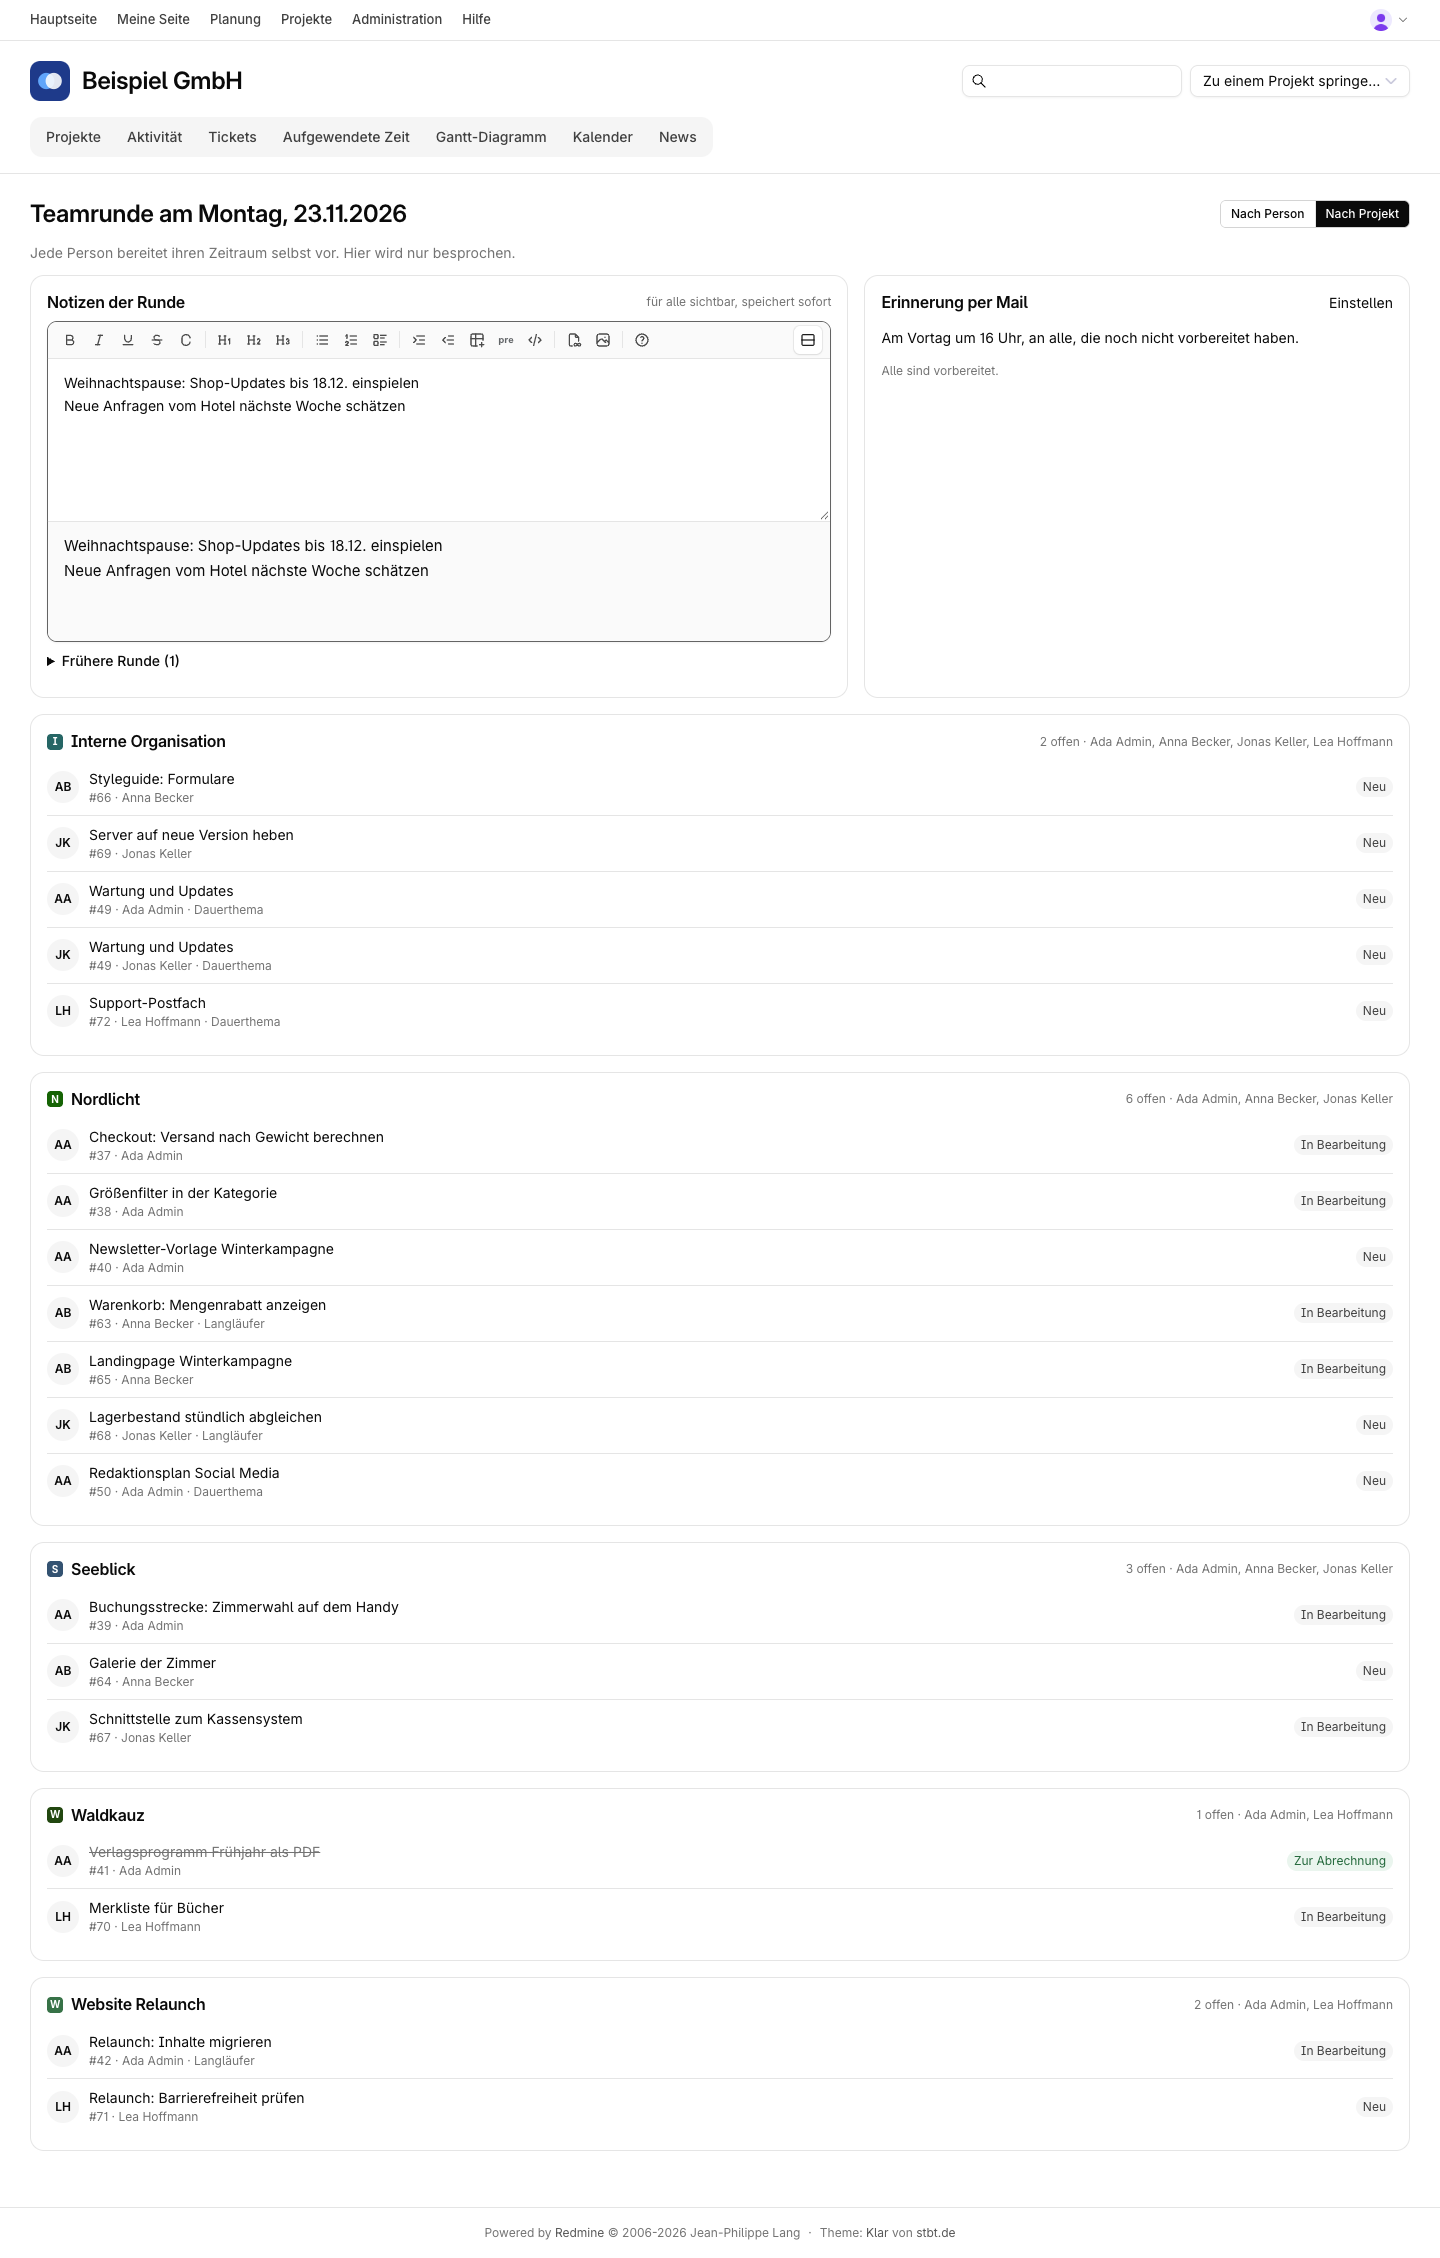 Hauptseite Meine Seite Planung Projekte Administration Hilfe
Beispiel GmbH
Zu einem Projekt springe...
Projekte Aktivität Tickets Aufgewendete Zeit Gantt-Diagramm Kalender News
Teamrunde am Montag, 23.11.2026
Nach Person Nach Projekt
Jede Person bereitet ihren Zeitraum selbst vor. Hier wird nur besprochen.
Notizen der Runde
für alle sichtbar, speichert sofort
B I U S C H1 H2 H3 pre
Weihnachtspause: Shop-Updates bis 18.12. einspielen
Neue Anfragen vom Hotel nächste Woche schätzen
Weihnachtspause: Shop-Updates bis 18.12. einspielen
Neue Anfragen vom Hotel nächste Woche schätzen
Frühere Runde (1)
Erinnerung per Mail
Einstellen
Am Vortag um 16 Uhr, an alle, die noch nicht vorbereitet haben.
Alle sind vorbereitet.
I Interne Organisation
2 offen · Ada Admin, Anna Becker, Jonas Keller, Lea Hoffmann
AB Styleguide: Formulare
#66 · Anna Becker
Neu
JK Server auf neue Version heben
#69 · Jonas Keller
Neu
AA Wartung und Updates
#49 · Ada Admin · Dauerthema
Neu
JK Wartung und Updates
#49 · Jonas Keller · Dauerthema
Neu
LH Support-Postfach
#72 · Lea Hoffmann · Dauerthema
Neu
N Nordlicht
6 offen · Ada Admin, Anna Becker, Jonas Keller
AA Checkout: Versand nach Gewicht berechnen
#37 · Ada Admin
In Bearbeitung
AA Größenfilter in der Kategorie
#38 · Ada Admin
In Bearbeitung
AA Newsletter-Vorlage Winterkampagne
#40 · Ada Admin
Neu
AB Warenkorb: Mengenrabatt anzeigen
#63 · Anna Becker · Langläufer
In Bearbeitung
AB Landingpage Winterkampagne
#65 · Anna Becker
In Bearbeitung
JK Lagerbestand stündlich abgleichen
#68 · Jonas Keller · Langläufer
Neu
AA Redaktionsplan Social Media
#50 · Ada Admin · Dauerthema
Neu
S Seeblick
3 offen · Ada Admin, Anna Becker, Jonas Keller
AA Buchungsstrecke: Zimmerwahl auf dem Handy
#39 · Ada Admin
In Bearbeitung
AB Galerie der Zimmer
#64 · Anna Becker
Neu
JK Schnittstelle zum Kassensystem
#67 · Jonas Keller
In Bearbeitung
W Waldkauz
1 offen · Ada Admin, Lea Hoffmann
AA Verlagsprogramm Frühjahr als PDF
#41 · Ada Admin
Zur Abrechnung
LH Merkliste für Bücher
#70 · Lea Hoffmann
In Bearbeitung
W Website Relaunch
2 offen · Ada Admin, Lea Hoffmann
AA Relaunch: Inhalte migrieren
#42 · Ada Admin · Langläufer
In Bearbeitung
LH Relaunch: Barrierefreiheit prüfen
#71 · Lea Hoffmann
Neu
Powered by Redmine © 2006-2026 Jean-Philippe Lang · Theme: Klar von stbt.de